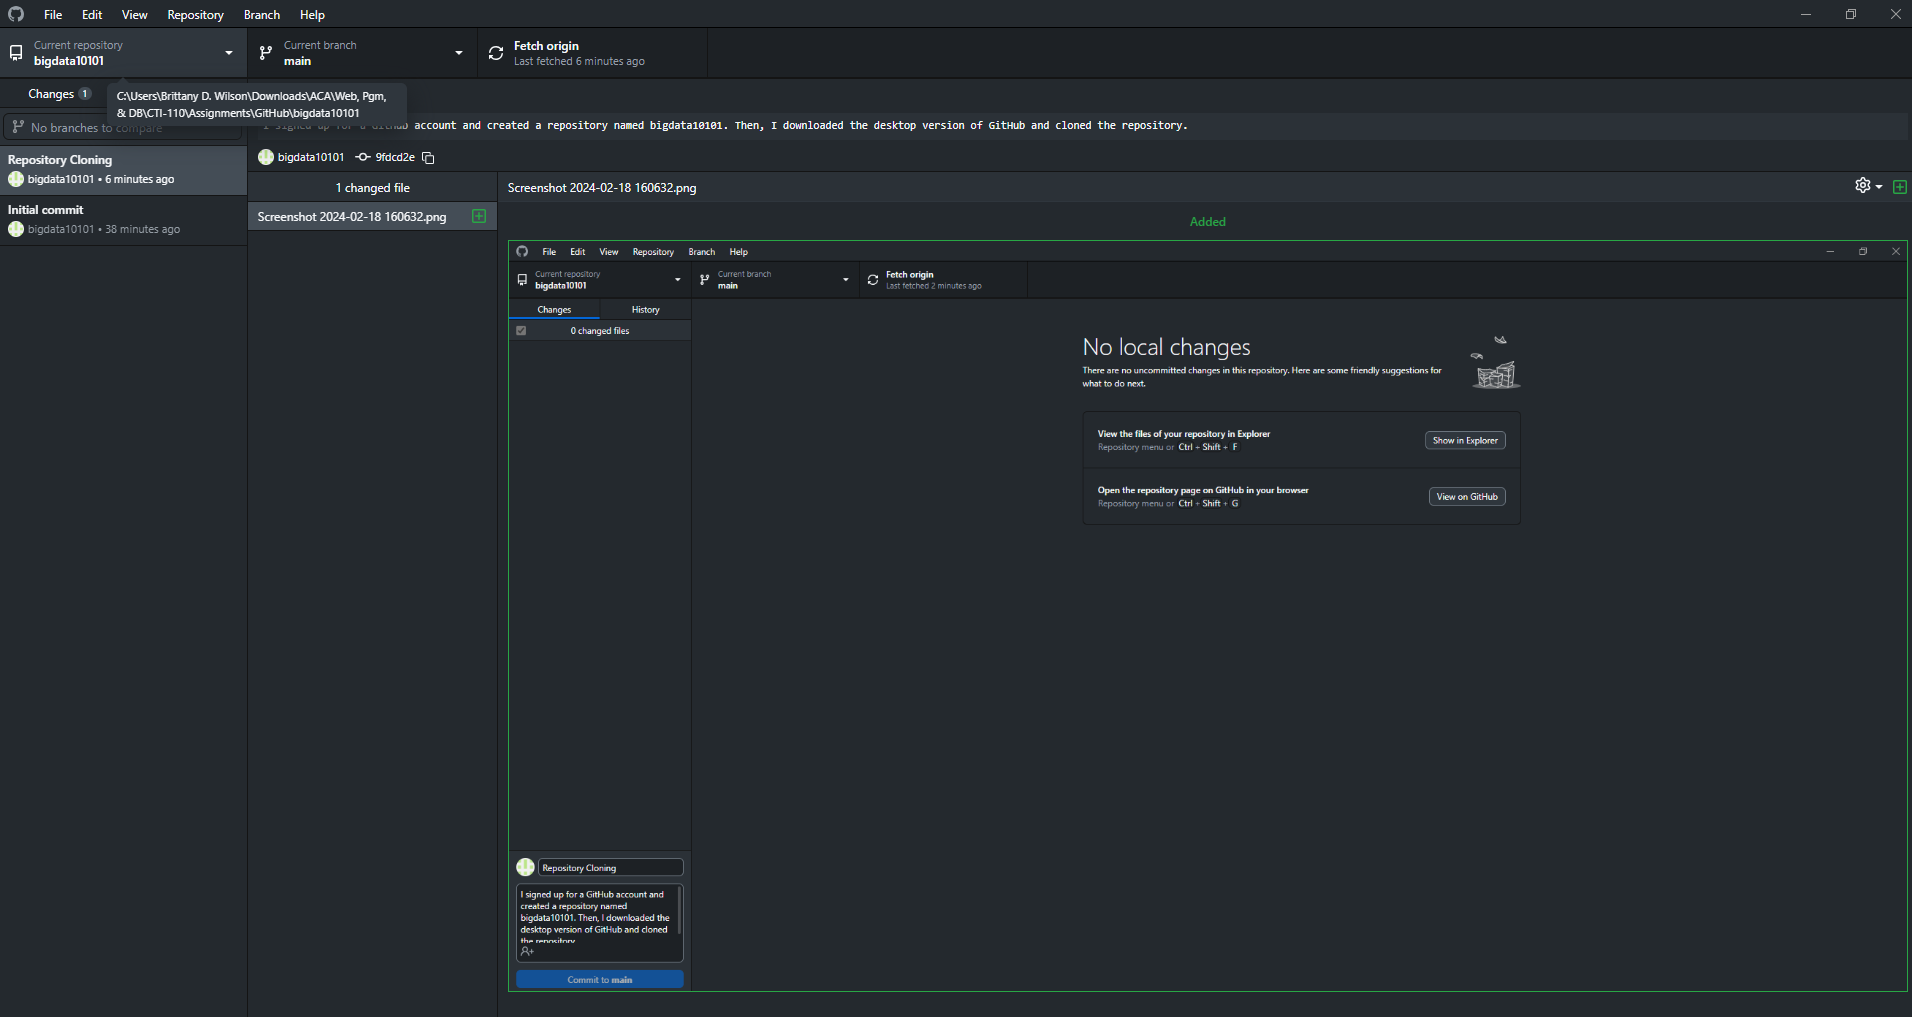 File Edit View Repository Branch Help
Current repository
bigdata10101
Current branch
main
Fetch origin
Last fetched 6 minutes ago
Changes 1
C:\Users\Brittany D. Wilson\Downloads\ACA\Web, Pgm,
& DB\CTI-110\Assignments\GitHub\bigdata10101
No branches to compare
I signed up for a GitHub account and created a repository named bigdata10101. Then, I downloaded the desktop version of GitHub and cloned the repository.
bigdata10101 9fdcd2e
Repository Cloning
bigdata10101 • 6 minutes ago
Initial commit
bigdata10101 • 38 minutes ago
1 changed file
Screenshot 2024-02-18 160632.png
Screenshot 2024-02-18 160632.png
Added
File Edit View Repository Branch Help
Current repository
bigdata10101
Current branch
main
Fetch origin
Last fetched 2 minutes ago
Changes History
0 changed files
No local changes
There are no uncommitted changes in this repository. Here are some friendly suggestions for
what to do next.
View the files of your repository in Explorer
Repository menu or Ctrl + Shift + F
Show in Explorer
Open the repository page on GitHub in your browser
Repository menu or Ctrl + Shift + G
View on GitHub
Repository Cloning
I signed up for a GitHub account and
created a repository named
bigdata10101. Then, I downloaded the
desktop version of GitHub and cloned
the repository
Commit to main